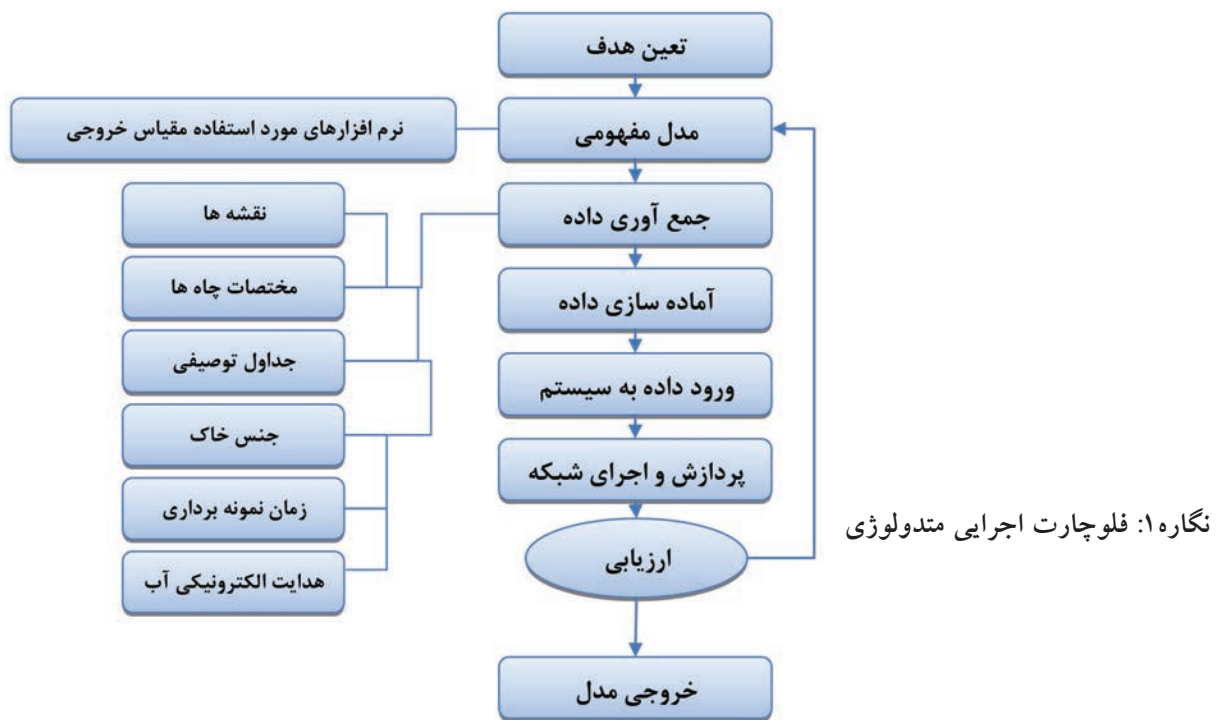 تعین هدف
مدل مفهومی
نرم افزارهای مورد استفاده مقیاس خروجی
جمع آوری داده
نقشه ها
مختصات چاه ها
جداول توصیفی
جنس خاک
زمان نمونه برداری
هدایت الکترونیکی آب
آماده سازی داده
ورود داده به سیستم
پردازش و اجرای شبکه
ارزیابی
خروجی مدل
نگاره۱: فلوچارت اجرایی متدولوژی